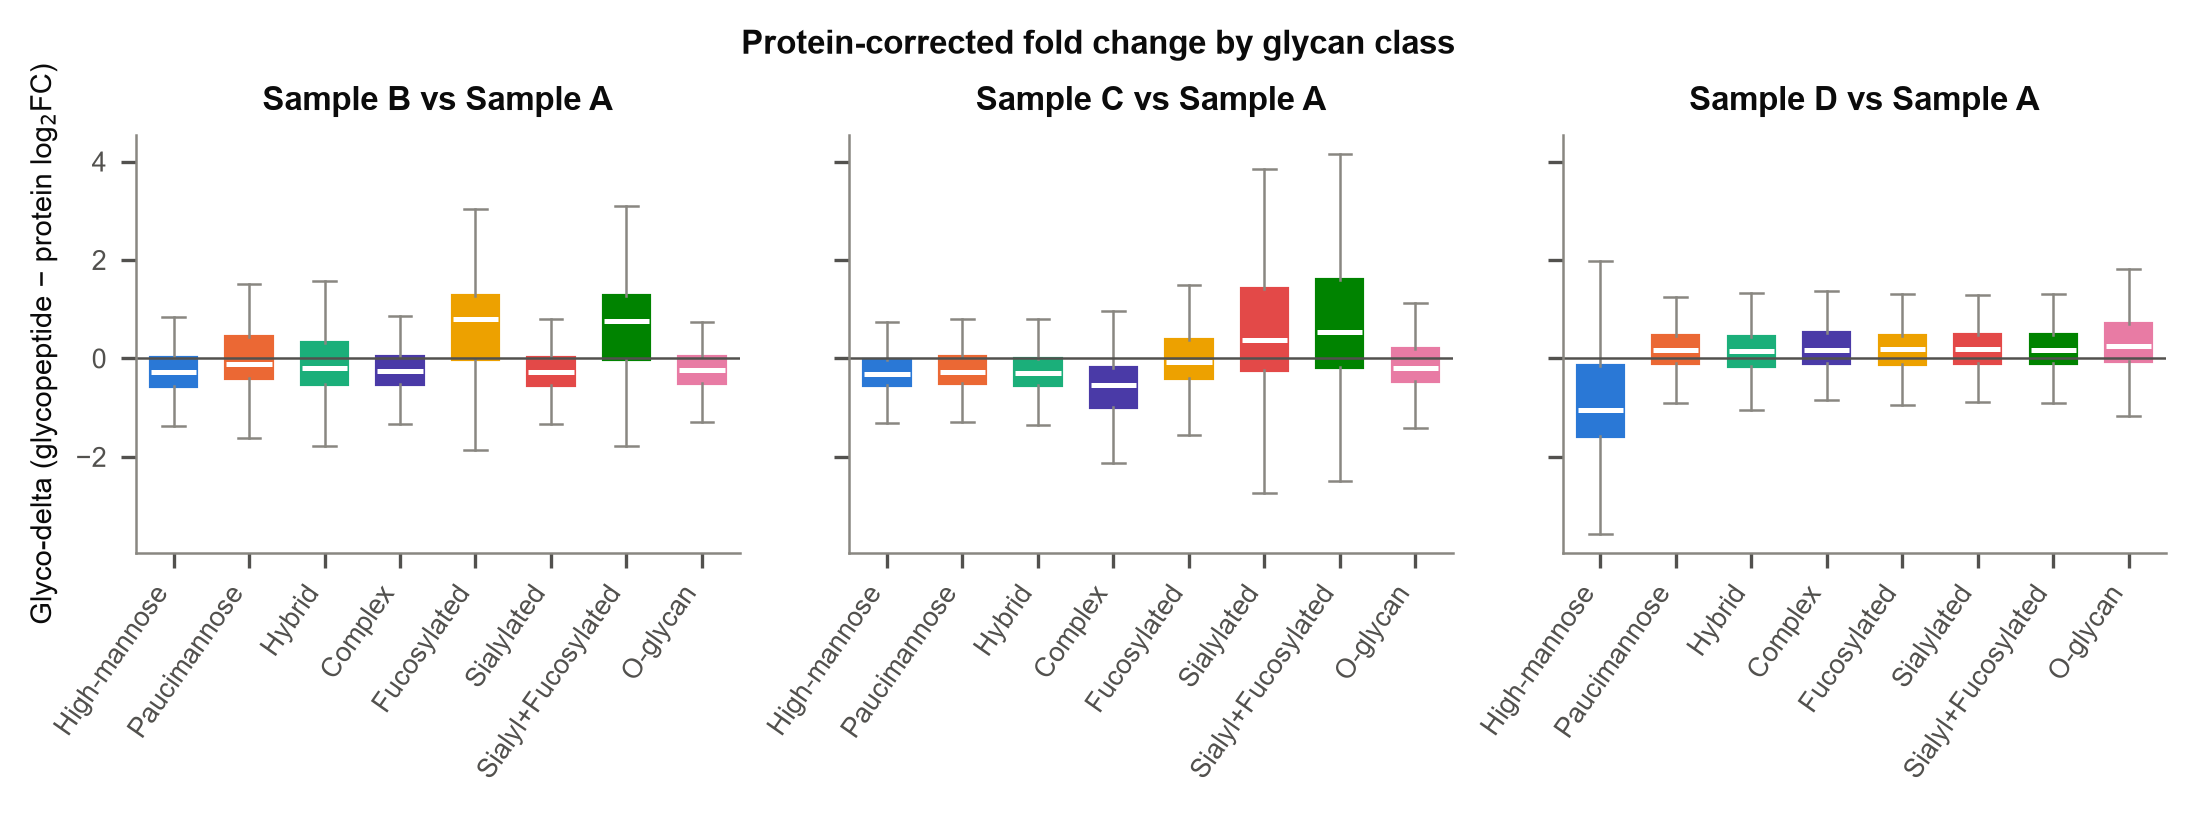 Protein-corrected fold change by glycan class
Glyco-delta (glycopeptide − protein log₂FC)
Sample B vs Sample A
4
2
0
−2
High-mannose
Paucimannose
Hybrid
Complex
Fucosylated
Sialylated
Sialyl+Fucosylated
O-glycan
Sample C vs Sample A
High-mannose
Paucimannose
Hybrid
Complex
Fucosylated
Sialylated
Sialyl+Fucosylated
O-glycan
Sample D vs Sample A
High-mannose
Paucimannose
Hybrid
Complex
Fucosylated
Sialylated
Sialyl+Fucosylated
O-glycan